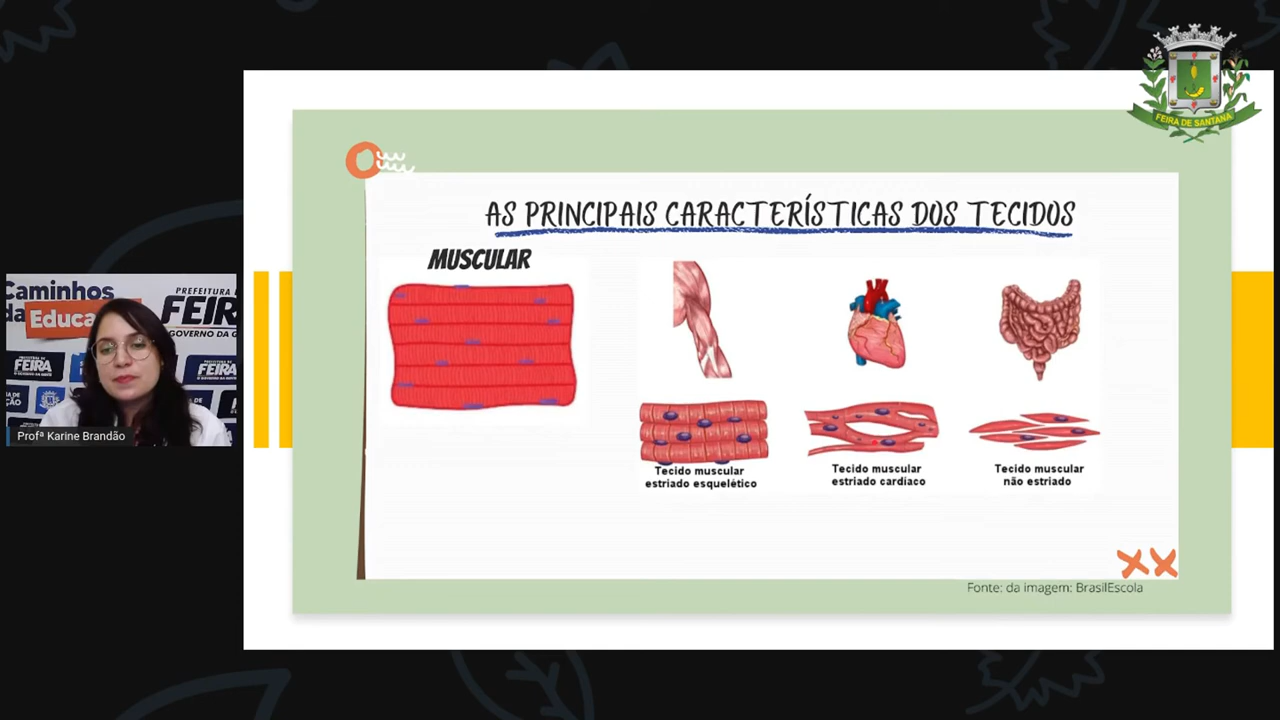 FEIRA DE SANTANA
AS PRINCIPAIS CARACTERÍSTICAS DOS TECIDOS
MUSCULAR
Tecido muscular
estriado esquelético
Tecido muscular
estriado cardíaco
Tecido muscular
não estriado
Fonte: da imagem: BrasilEscola
Caminhos
da Educa
PREFEITURA
FEIR
GOVERNO DA
FEIRA
FEIRA
Profª Karine Brandão